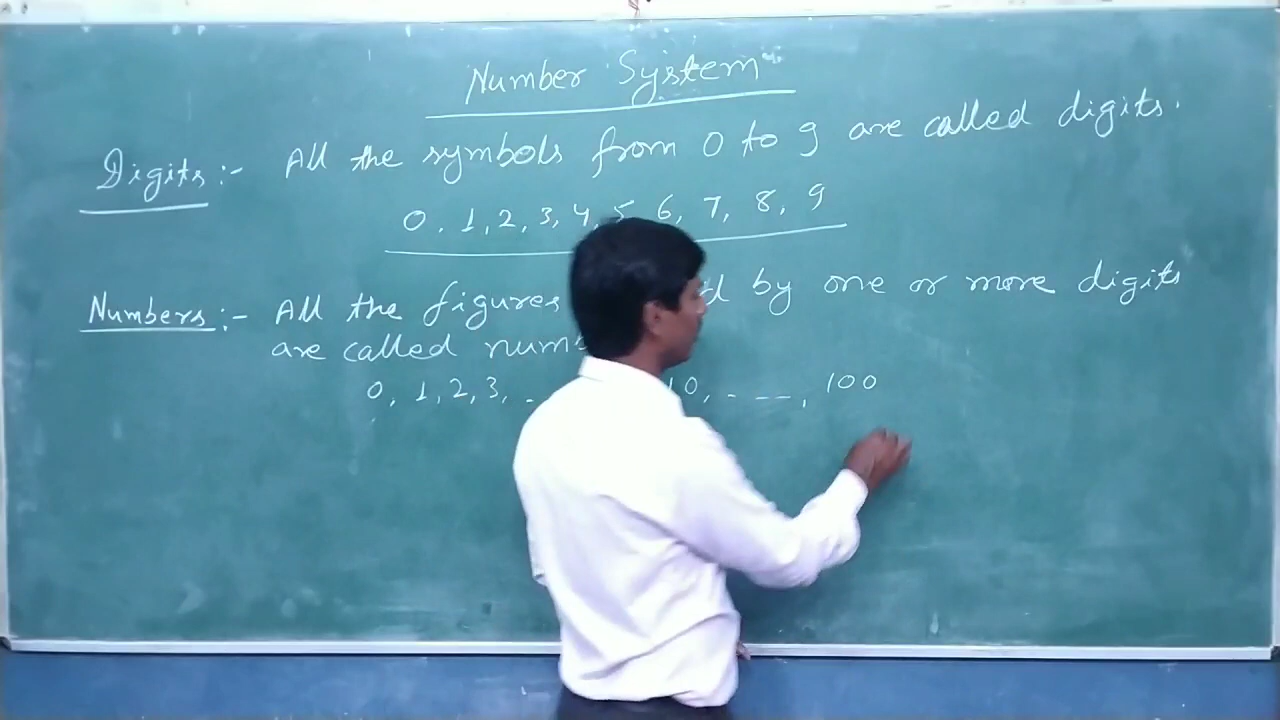 Number System
Digits :- All the symbols from 0 to 9 are called digits.
0, 1, 2, 3, 4, 5, 6, 7, 8, 9
Numbers :- All the figures by one or more digits
are called
0, 1, 2, 3, - 10, - - -, 100